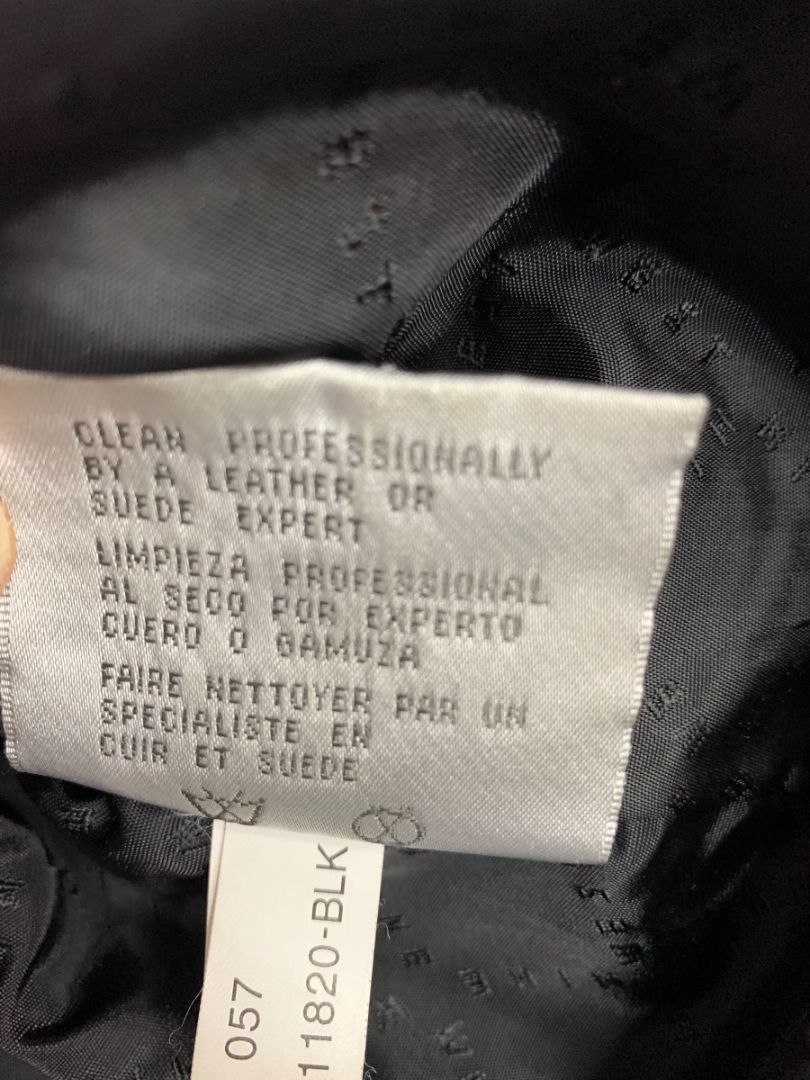 CLEAN PROFESSIONALLY
BY A LEATHER OR
SUEDE EXPERT
LIMPIEZA PROFESSIONAL
AL SECO POR EXPERTO
CUERO O GAMUZA
FAIRE NETTOYER PAR UN
SPECIALISTE EN
CUIR ET SUEDE
057
11820-BLK